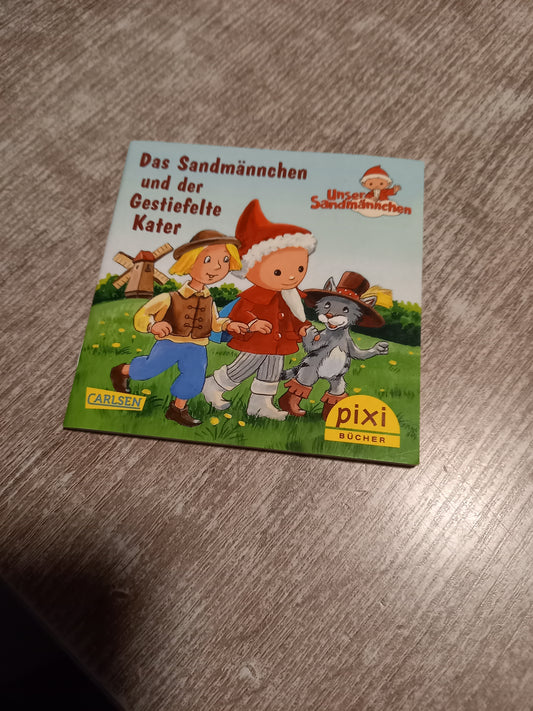 Das Sandmännchen
und der
Gestiefelte
Kater
Unser
Sandmännchen
CARLSEN
pixi
BÜCHER